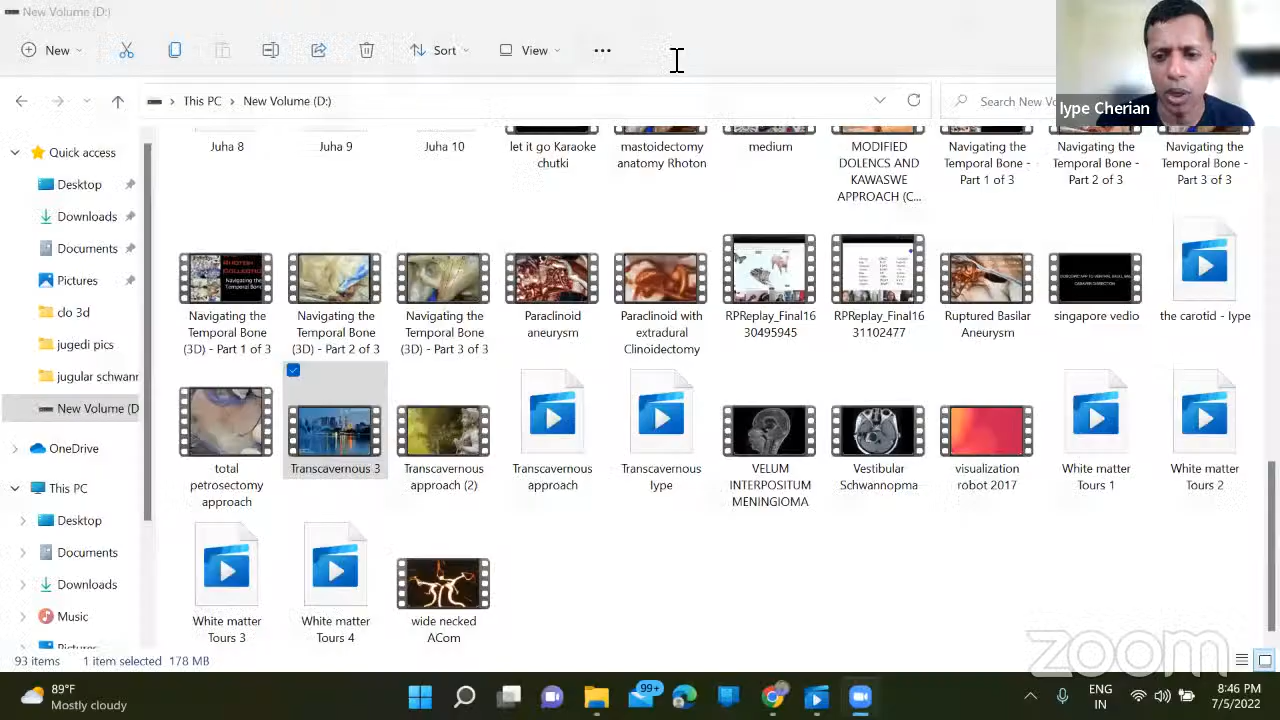 New Volume (D:)
New
Sort
View
This PC
New Volume (D:)
Search New Vo
Iype Cherian
Quick access
Desktop
Downloads
Documents
Pictures
clo 3d
jugedi pics
jugular schwanr
New Volume (D
OneDrive
This PC
Desktop
Documents
Downloads
Music
Pictures
Juha 8
Juha 9
Juha 10
let it go Karaoke
chutki
mastoidectomy
anatomy Rhoton
medium
MODIFIED
DOLENCS AND
KAWASWE
APPROACH (C...
Navigating the
Temporal Bone -
Part 1 of 3
Navigating the
Temporal Bone -
Part 2 of 3
Navigating the
Temporal Bone -
Part 3 of 3
Navigating the
Temporal Bone
(3D) - Part 1 of 3
Navigating the
Temporal Bone
(3D) - Part 2 of 3
Navigating the
Temporal Bone
(3D) - Part 3 of 3
Paraclinoid
aneurysm
Paraclinoid with
extradural
Clinoidectomy
RPReplay_Final16
30495945
RPReplay_Final16
31102477
Ruptured Basilar
Aneurysm
singapore vedio
the carotid - Iype
total
petrosectomy
approach
Transcavernous 3
Transcavernous
approach (2)
Transcavernous
approach
Transcavernous
Iype
VELUM
INTERPOSITUM
MENINGIOMA
Vestibular
Schwannopma
visualization
robot 2017
White matter
Tours 1
White matter
Tours 2
White matter
Tours 3
White matter
Tours 4
wide necked
ACom
93 items
1 item selected 178 MB
zoom
89°F
Mostly cloudy
99+
ENG
IN
8:46 PM
7/5/2022